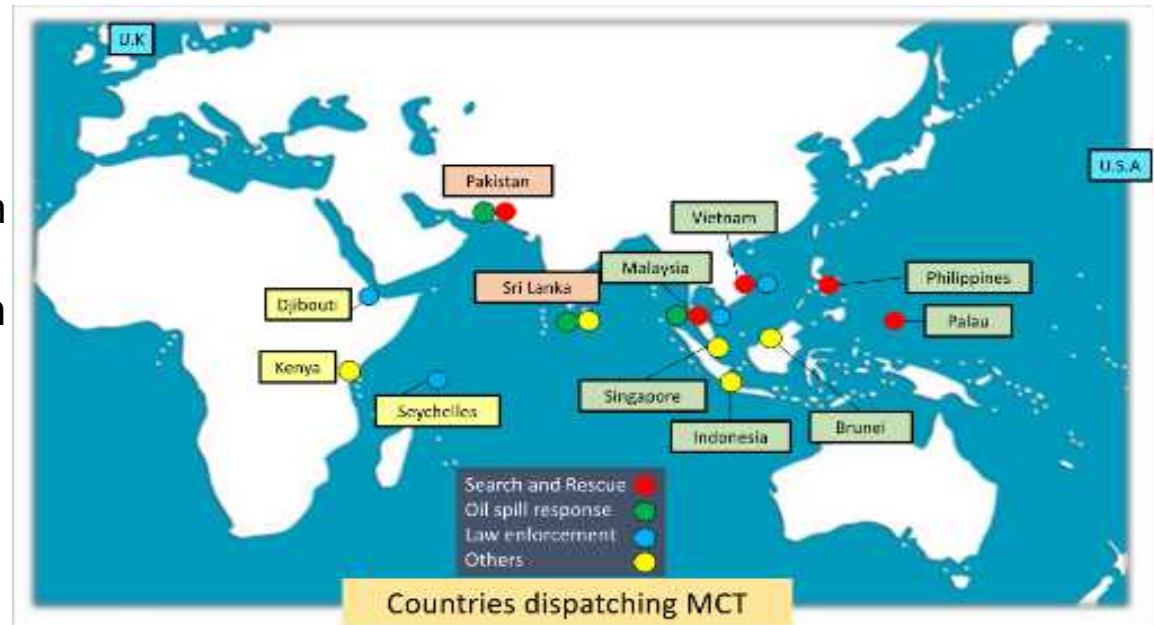 U.K
U.S.A
Pakistan
Vietnam
Malaysia
Sri Lanka
Philippines
Djibouti
Palau
Kenya
Seychelles
Singapore
Brunei
Indonesia
Search and Rescue
Oil spill response
Law enforcement
Others
Countries dispatching MCT